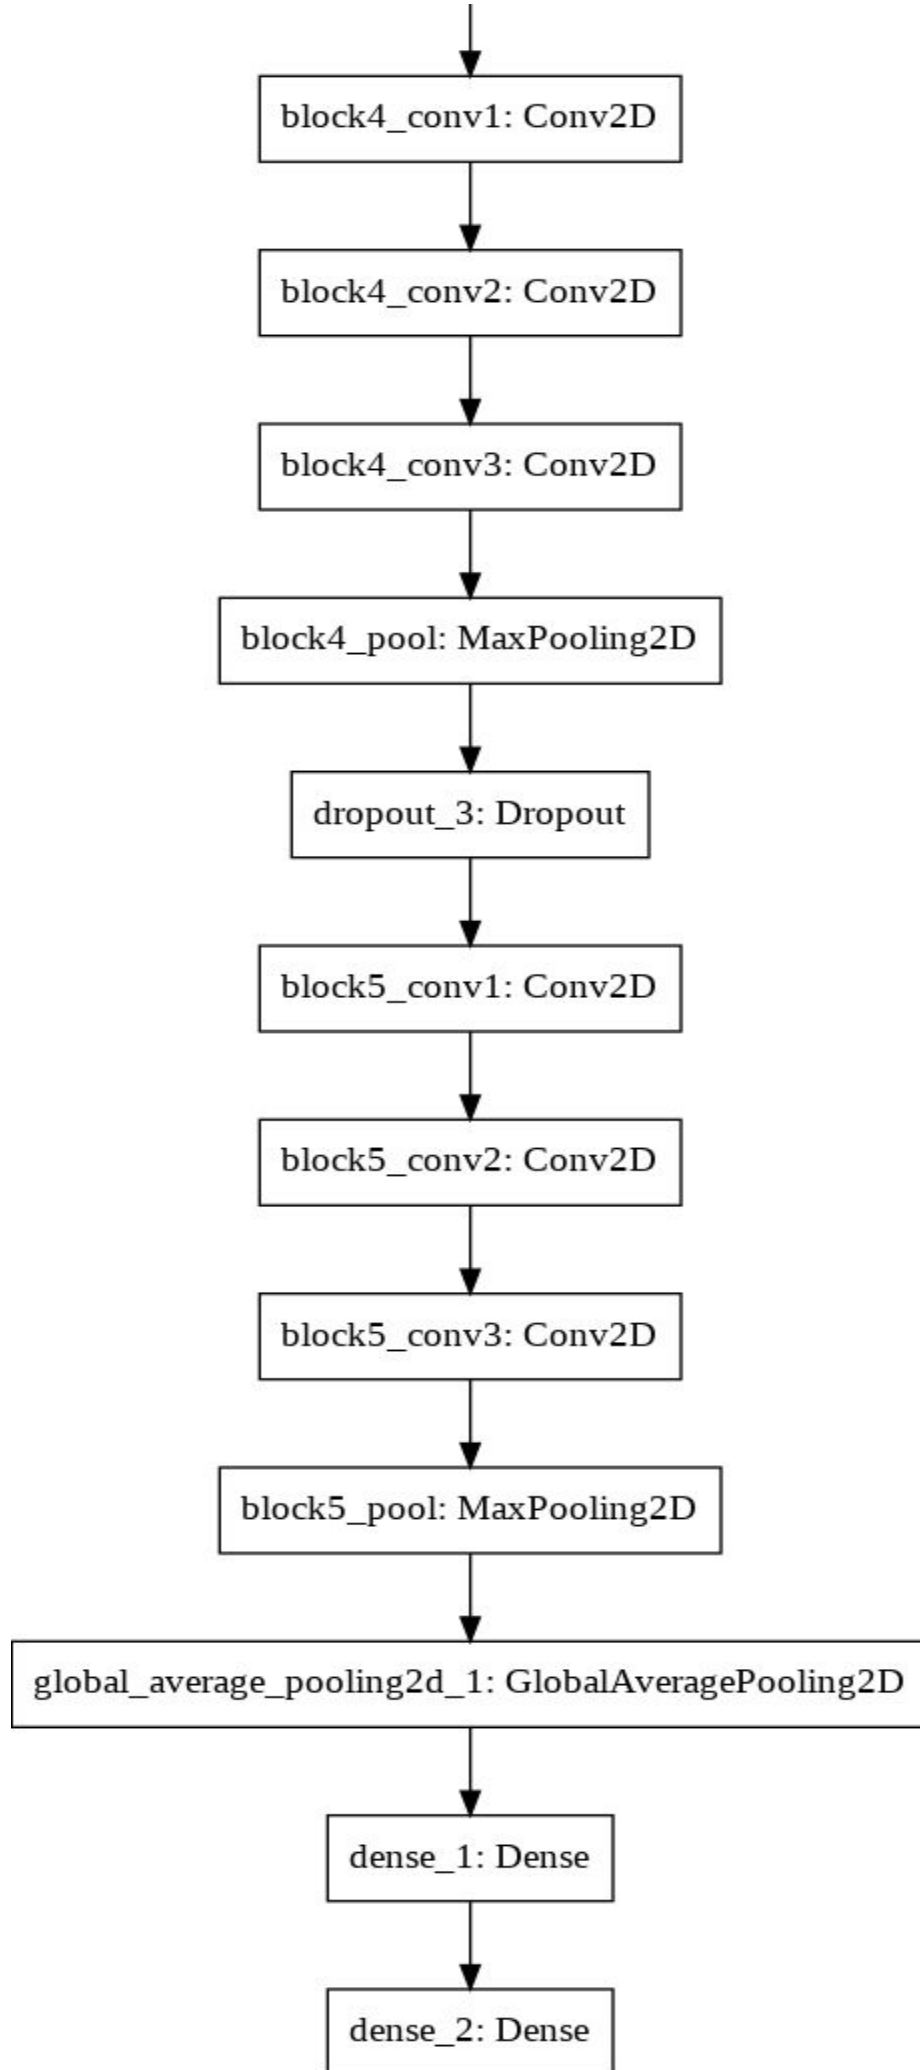 block4_conv1: Conv2D
block4_conv2: Conv2D
block4_conv3: Conv2D
block4_pool: MaxPooling2D
dropout_3: Dropout
block5_conv1: Conv2D
block5_conv2: Conv2D
block5_conv3: Conv2D
block5_pool: MaxPooling2D
global_average_pooling2d_1: GlobalAveragePooling2D
dense_1: Dense
dense_2: Dense